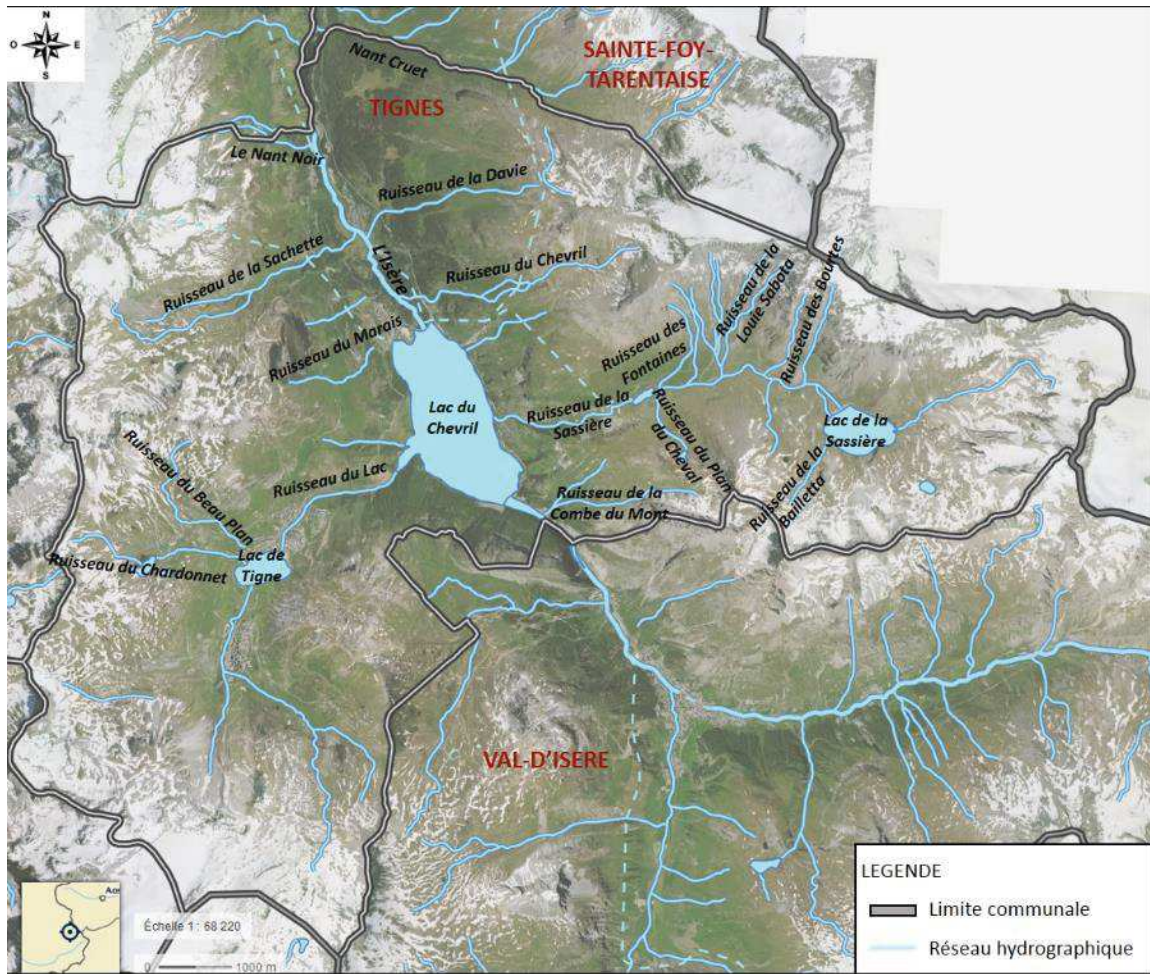 N
O
E
S
SAINTE-FOY-
TARENTAISE
Nant Cruet
TIGNES
Le Nant Noir
Ruisseau de la Davie
Ruisseau de la Sachette
L'Isère
Ruisseau du Chevril
Ruisseau de la
Louie Sabota
Ruisseau des Bourtes
Ruisseau du Marais
Ruisseau des
Fontaines
Lac du
Chevril
Ruisseau de la
Sassière
Ruisseau du Plan
du Cheval
Lac de la
Sassière
Ruisseau du Beau Plan
Ruisseau du Lac
Ruisseau de la
Combe du Mont
Ruisseau de la
Bailletta
Ruisseau du Chardonnet
Lac de
Tigne
VAL-D'ISERE
LEGENDE
Limite communale
Réseau hydrographique
Aos
Échelle 1 : 68 220
0
1000 m